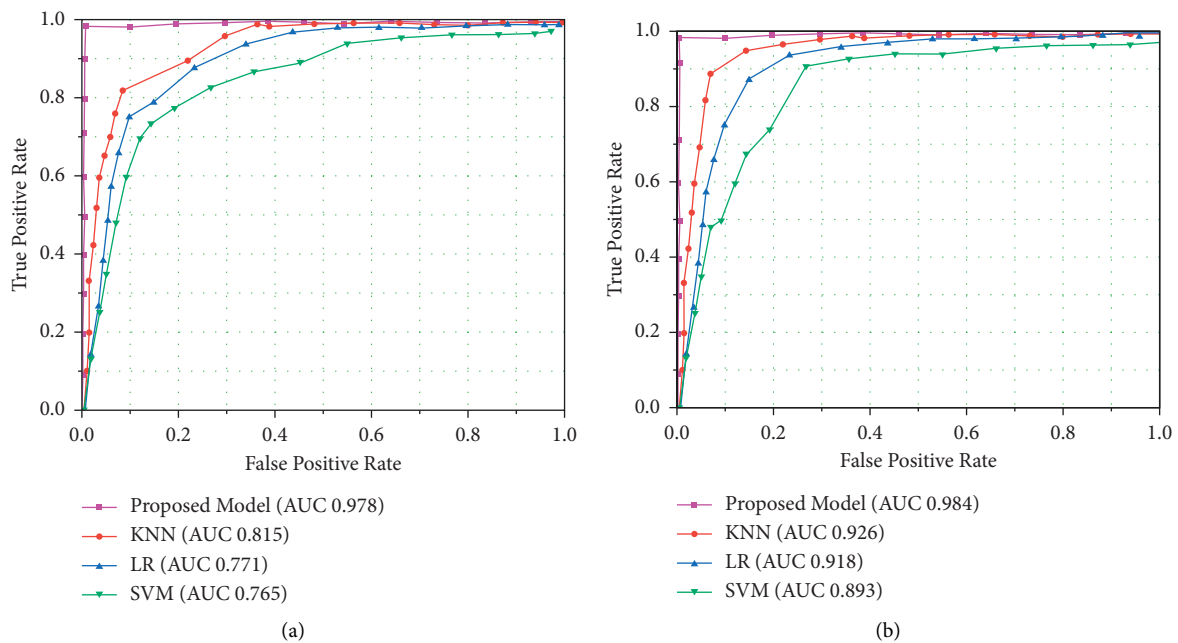 1.0
0.8
0.6
0.4
0.2
0.0
True Positive Rate
0.0 0.2 0.4 0.6 0.8 1.0
False Positive Rate
Proposed Model (AUC 0.978)
KNN (AUC 0.815)
LR (AUC 0.771)
SVM (AUC 0.765)
(a)
1.0
0.8
0.6
0.4
0.2
0.0
True Positive Rate
0.0 0.2 0.4 0.6 0.8 1.0
False Positive Rate
Proposed Model (AUC 0.984)
KNN (AUC 0.926)
LR (AUC 0.918)
SVM (AUC 0.893)
(b)